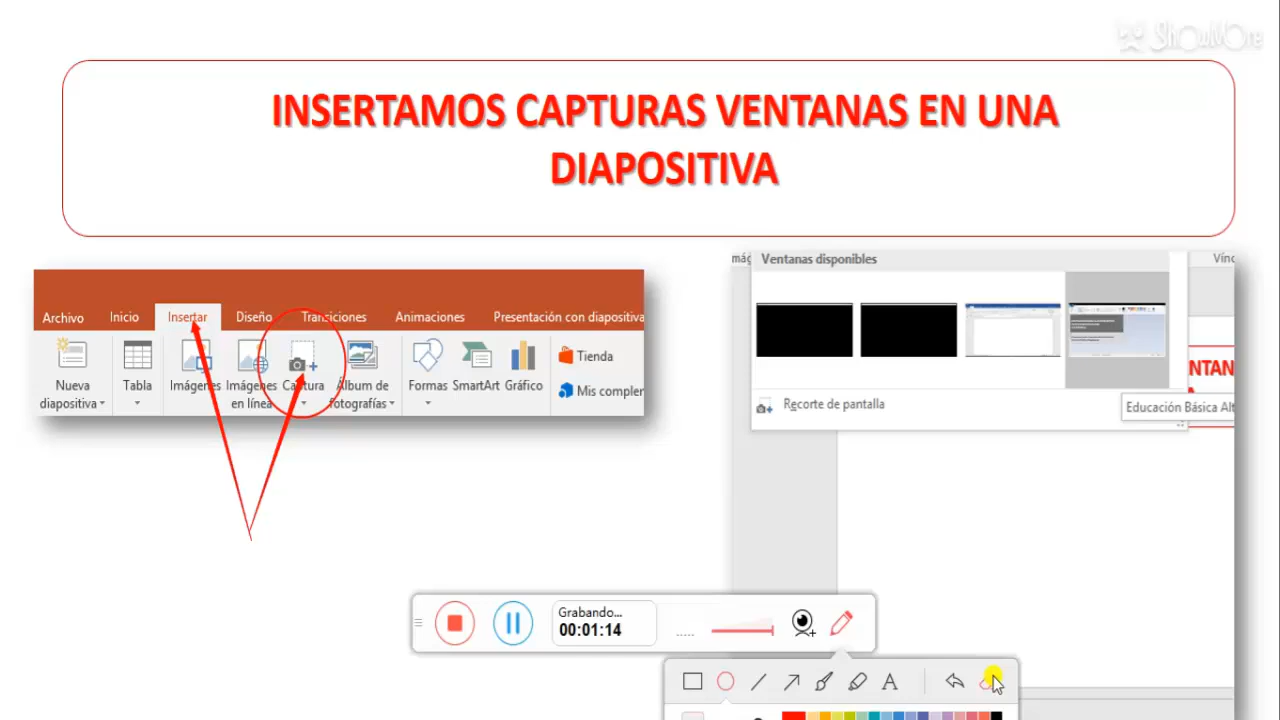 ShowMore
INSERTAMOS CAPTURAS VENTANAS EN UNA
DIAPOSITIVA
Archivo Inicio Insertar Diseño Transiciones Animaciones Presentación con diapositiva
Nueva
diapositiva
Tabla
Imágenes
Imágenes
en línea
Captura
Álbum de
fotografías
Formas
SmartArt
Gráfico
Tienda
Mis complem
Ventanas disponibles
Vínc
NTAN
Recorte de pantalla
Educación Básica Alt
Grabando...
00:01:14
A